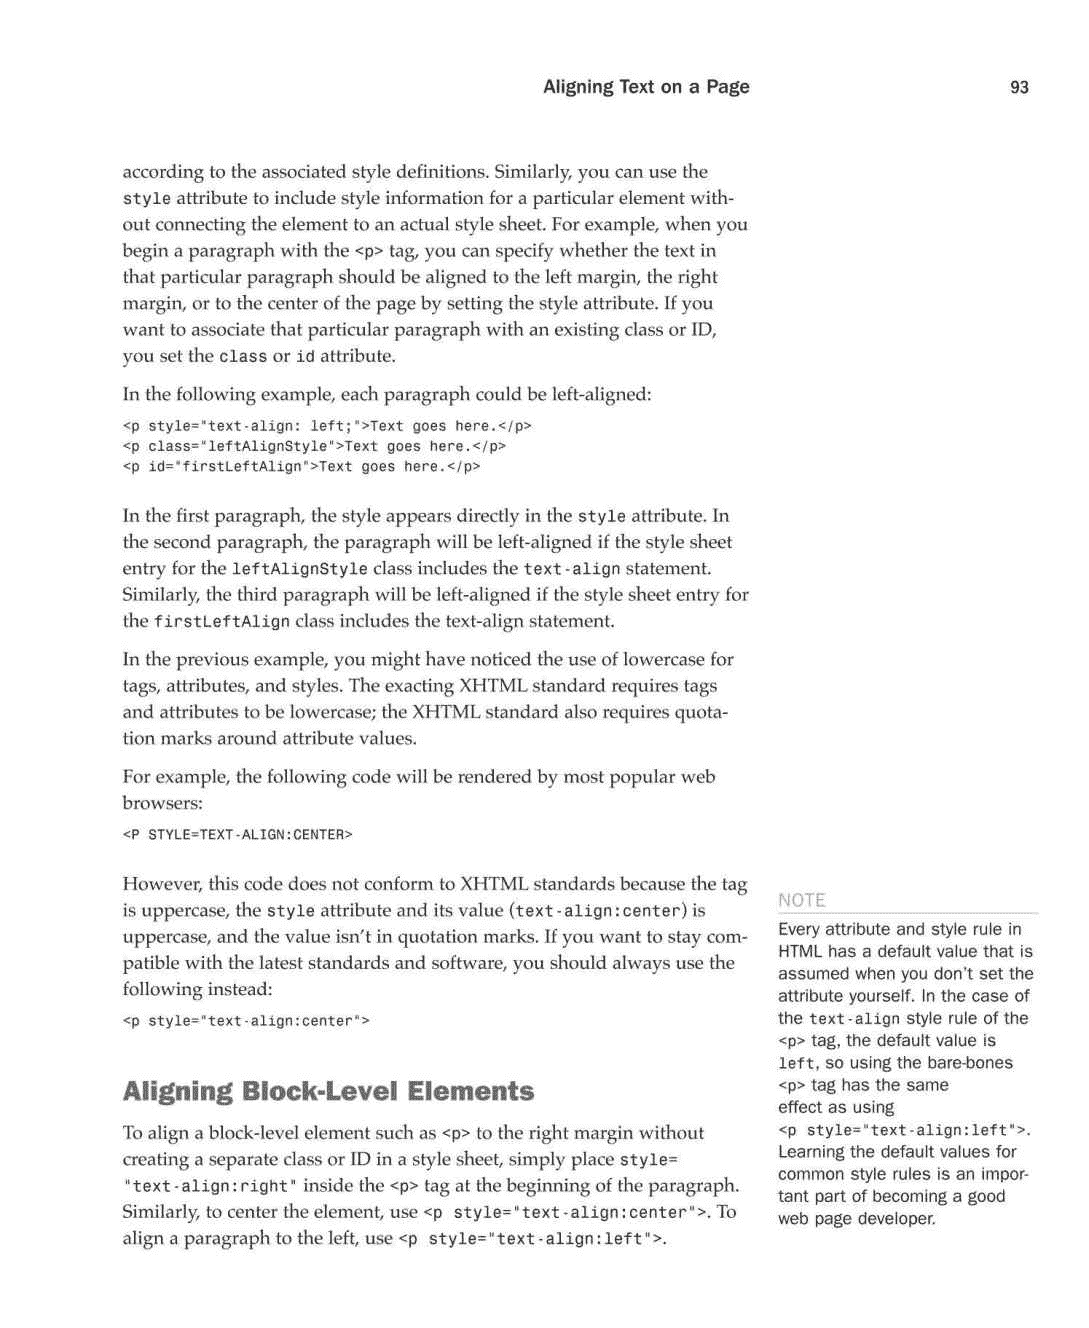 Aligning Text on a Page 93
according to the associated style definitions. Similarly, you can use the
style attribute to include style information for a particular element with-
out connecting the element to an actual style sheet. For example, when you
begin a paragraph with the <p> tag, you can specify whether the text in
that particular paragraph should be aligned to the left margin, the right
margin, or to the center of the page by setting the style attribute. If you
want to associate that particular paragraph with an existing class or ID,
you set the class or id attribute.
In the following example, each paragraph could be left-aligned:
<p style="text-align: left;">Text goes here.</p>
<p class="leftAlignStyle">Text goes here.</p>
<p id="firstLeftAlign">Text goes here.</p>
In the first paragraph, the style appears directly in the style attribute. In
the second paragraph, the paragraph will be left-aligned if the style sheet
entry for the leftAlignStyle class includes the text-align statement.
Similarly, the third paragraph will be left-aligned if the style sheet entry for
the firstLeftAlign class includes the text-align statement.
In the previous example, you might have noticed the use of lowercase for
tags, attributes, and styles. The exacting XHTML standard requires tags
and attributes to be lowercase; the XHTML standard also requires quota-
tion marks around attribute values.
For example, the following code will be rendered by most popular web
browsers:
<P STYLE=TEXT-ALIGN:CENTER>
However, this code does not conform to XHTML standards because the tag
is uppercase, the style attribute and its value (text-align:center) is
uppercase, and the value isn't in quotation marks. If you want to stay com-
patible with the latest standards and software, you should always use the
following instead:
<p style="text-align:center">
Aligning Block-Level Elements
To align a block-level element such as <p> to the right margin without
creating a separate class or ID in a style sheet, simply place style=
"text-align:right" inside the <p> tag at the beginning of the paragraph.
Similarly, to center the element, use <p style="text-align:center">. To
align a paragraph to the left, use <p style="text-align:left">.
NOTE
Every attribute and style rule in
HTML has a default value that is
assumed when you don't set the
attribute yourself. In the case of
the text-align style rule of the
<p> tag, the default value is
left, so using the bare-bones
<p> tag has the same
effect as using
<p style="text-align:left">.
Learning the default values for
common style rules is an impor-
tant part of becoming a good
web page developer.